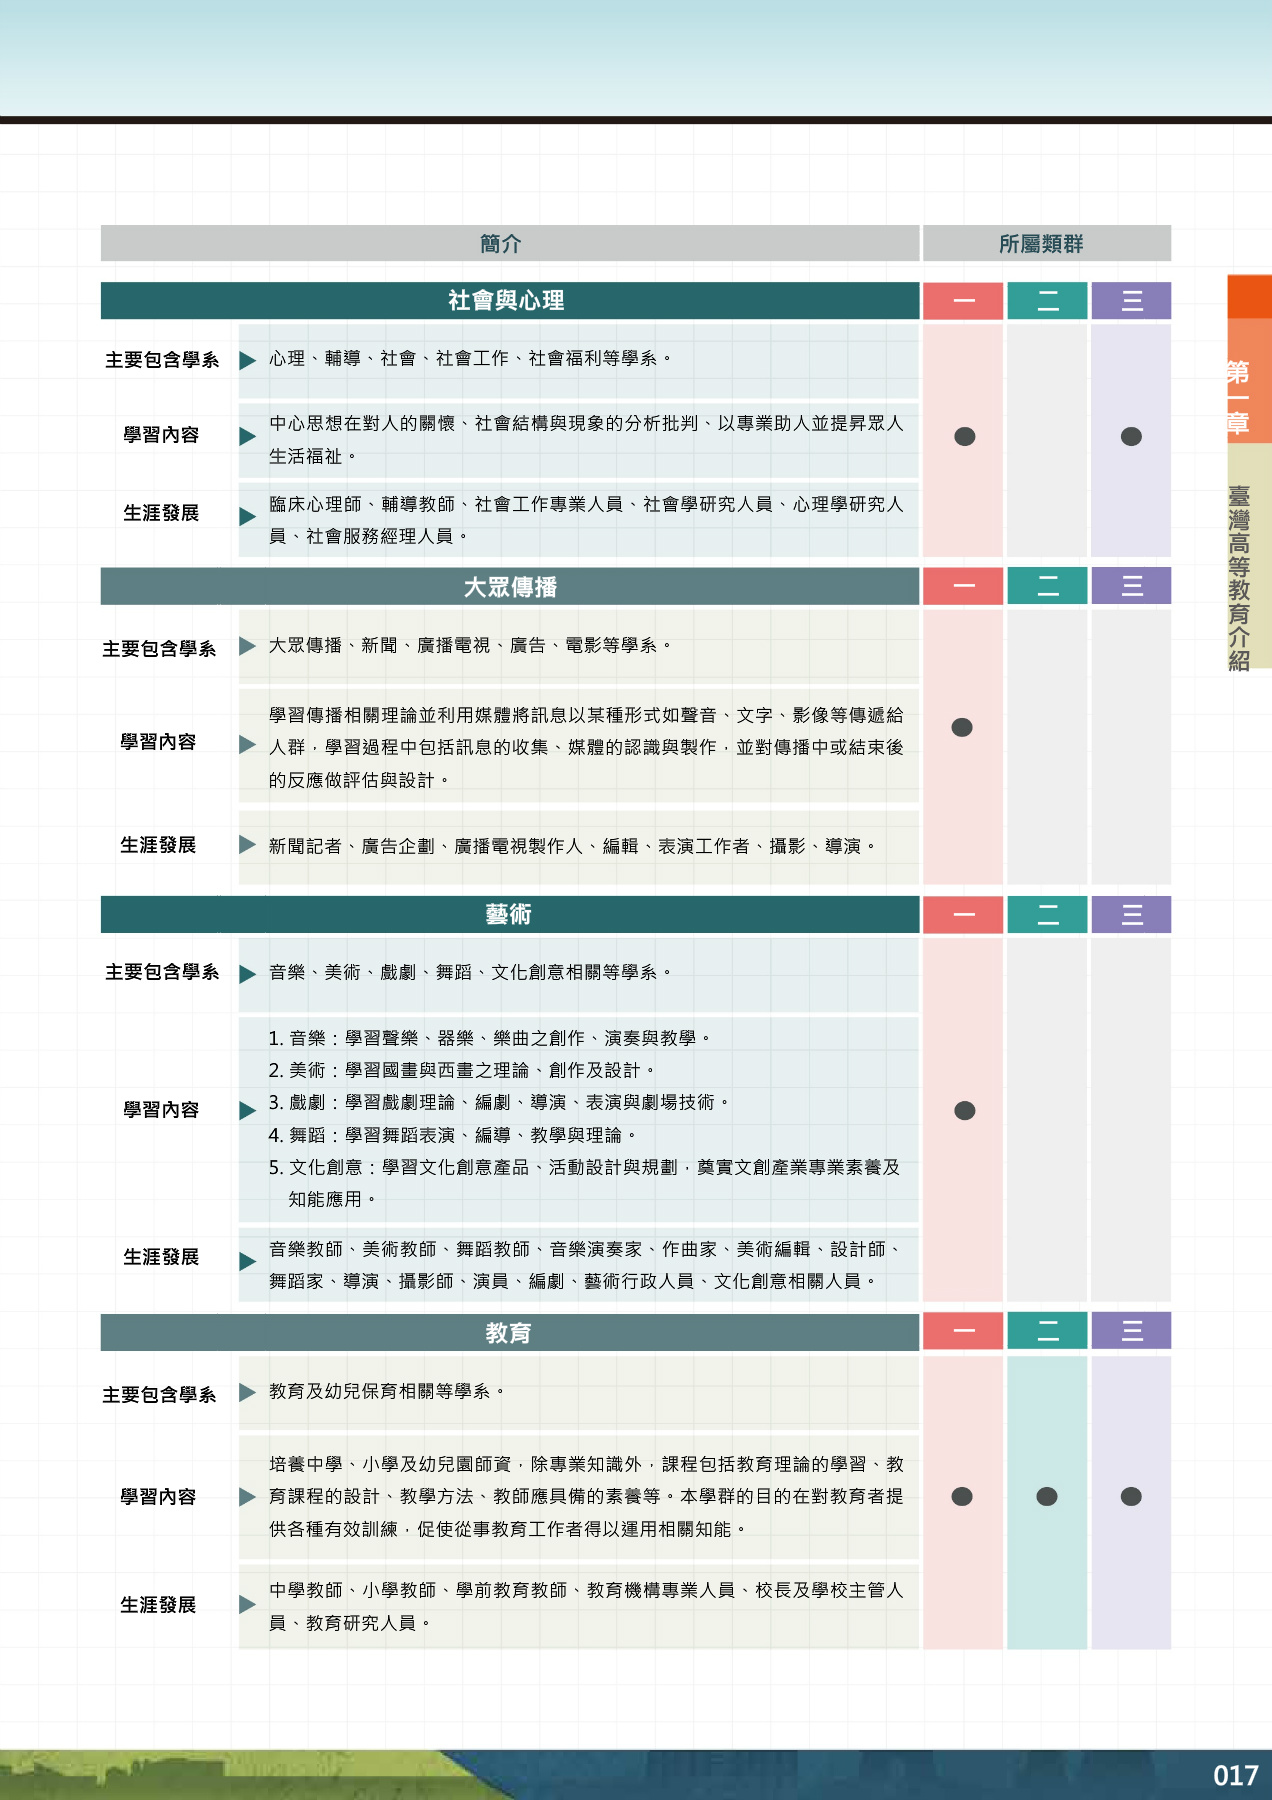 簡介 所屬類群
社會與心理 一 二 三
主要包含學系 心理、輔導、社會、社會工作、社會福利等學系。
學習內容 中心思想在對人的關懷、社會結構與現象的分析批判、以專業助人並提昇眾人
生活福祉。
生涯發展 臨床心理師、輔導教師、社會工作專業人員、社會學研究人員、心理學研究人
員、社會服務經理人員。
大眾傳播 一 二 三
主要包含學系 大眾傳播、新聞、廣播電視、廣告、電影等學系。
學習內容 學習傳播相關理論並利用媒體將訊息以某種形式如聲音、文字、影像等傳遞給
人群，學習過程中包括訊息的收集、媒體的認識與製作，並對傳播中或結束後
的反應做評估與設計。
生涯發展 新聞記者、廣告企劃、廣播電視製作人、編輯、表演工作者、攝影、導演。
藝術 一 二 三
主要包含學系 音樂、美術、戲劇、舞蹈、文化創意相關等學系。
學習內容 1. 音樂：學習聲樂、器樂、樂曲之創作、演奏與教學。
2. 美術：學習國畫與西畫之理論、創作及設計。
3. 戲劇：學習戲劇理論、編劇、導演、表演與劇場技術。
4. 舞蹈：學習舞蹈表演、編導、教學與理論。
5. 文化創意：學習文化創意產品、活動設計與規劃，奠實文創產業專業素養及
知能應用。
生涯發展 音樂教師、美術教師、舞蹈教師、音樂演奏家、作曲家、美術編輯、設計師、
舞蹈家、導演、攝影師、演員、編劇、藝術行政人員、文化創意相關人員。
教育 一 二 三
主要包含學系 教育及幼兒保育相關等學系。
學習內容 培養中學、小學及幼兒園師資，除專業知識外，課程包括教育理論的學習、教
育課程的設計、教學方法、教師應具備的素養等。本學群的目的在對教育者提
供各種有效訓練，促使從事教育工作者得以運用相關知能。
生涯發展 中學教師、小學教師、學前教育教師、教育機構專業人員、校長及學校主管人
員、教育研究人員。
第一章
臺灣高等教育介紹
017